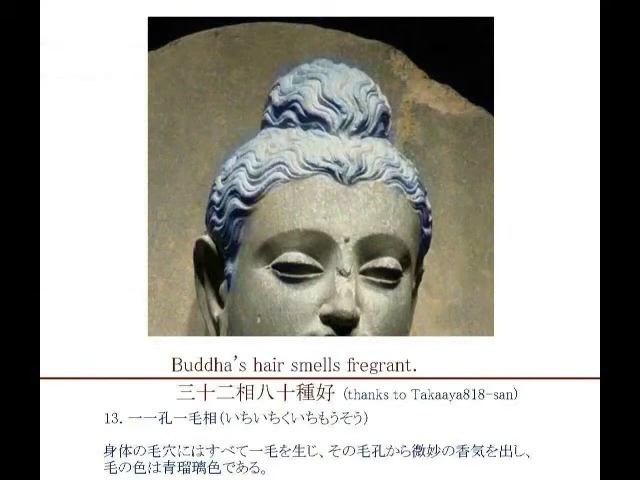 Buddha's hair smells fregrant.
三十二相八十種好 (thanks to Takaaya818-san)
13. 一一孔一毛相(いちいちくいちもうそう)
身体の毛穴にはすべて一毛を生じ、その毛孔から微妙の香気を出し、
毛の色は青瑠璃色である。